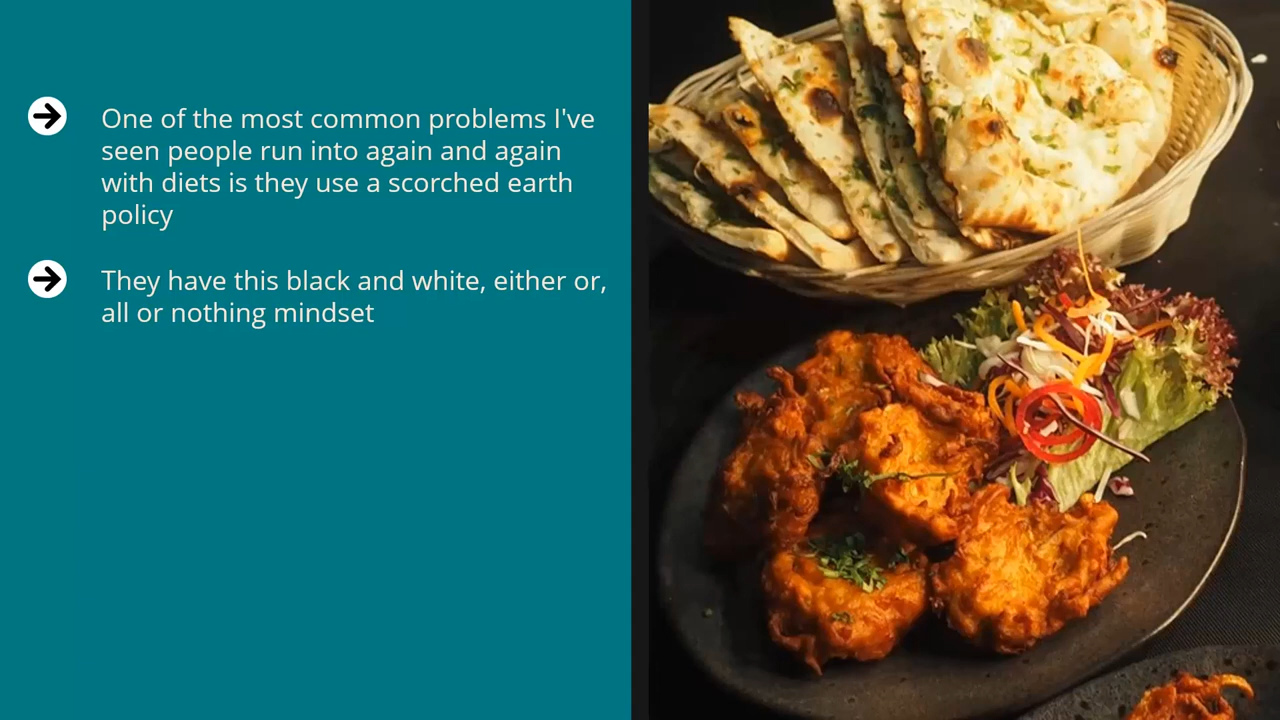 One of the most common problems I've
seen people run into again and again
with diets is they use a scorched earth
policy
They have this black and white, either or,
all or nothing mindset